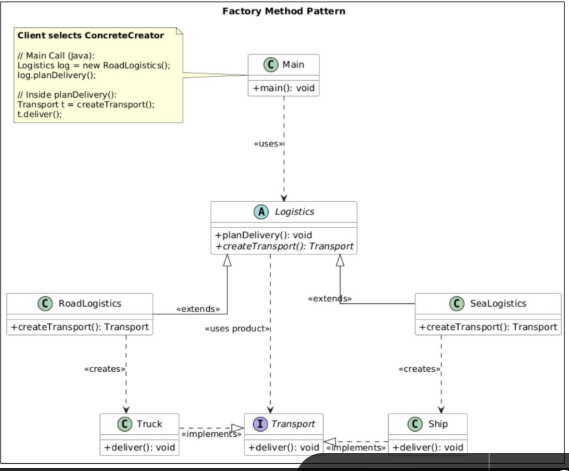 Factory Method Pattern
Client selects ConcreteCreator
// Main Call (Java):
Logistics log = new RoadLogistics();
log.planDelivery();
// Inside planDelivery():
Transport t = createTransport();
t.deliver();
C Main
+main(): void
«uses»
A Logistics
+planDelivery(): void
+createTransport(): Transport
C RoadLogistics
+createTransport(): Transport
«extends»
«extends»
C SeaLogistics
+createTransport(): Transport
«uses product»
«creates»
«creates»
C Truck
+deliver(): void
«implements»
I Transport
+deliver(): void
«implements»
C Ship
+deliver(): void